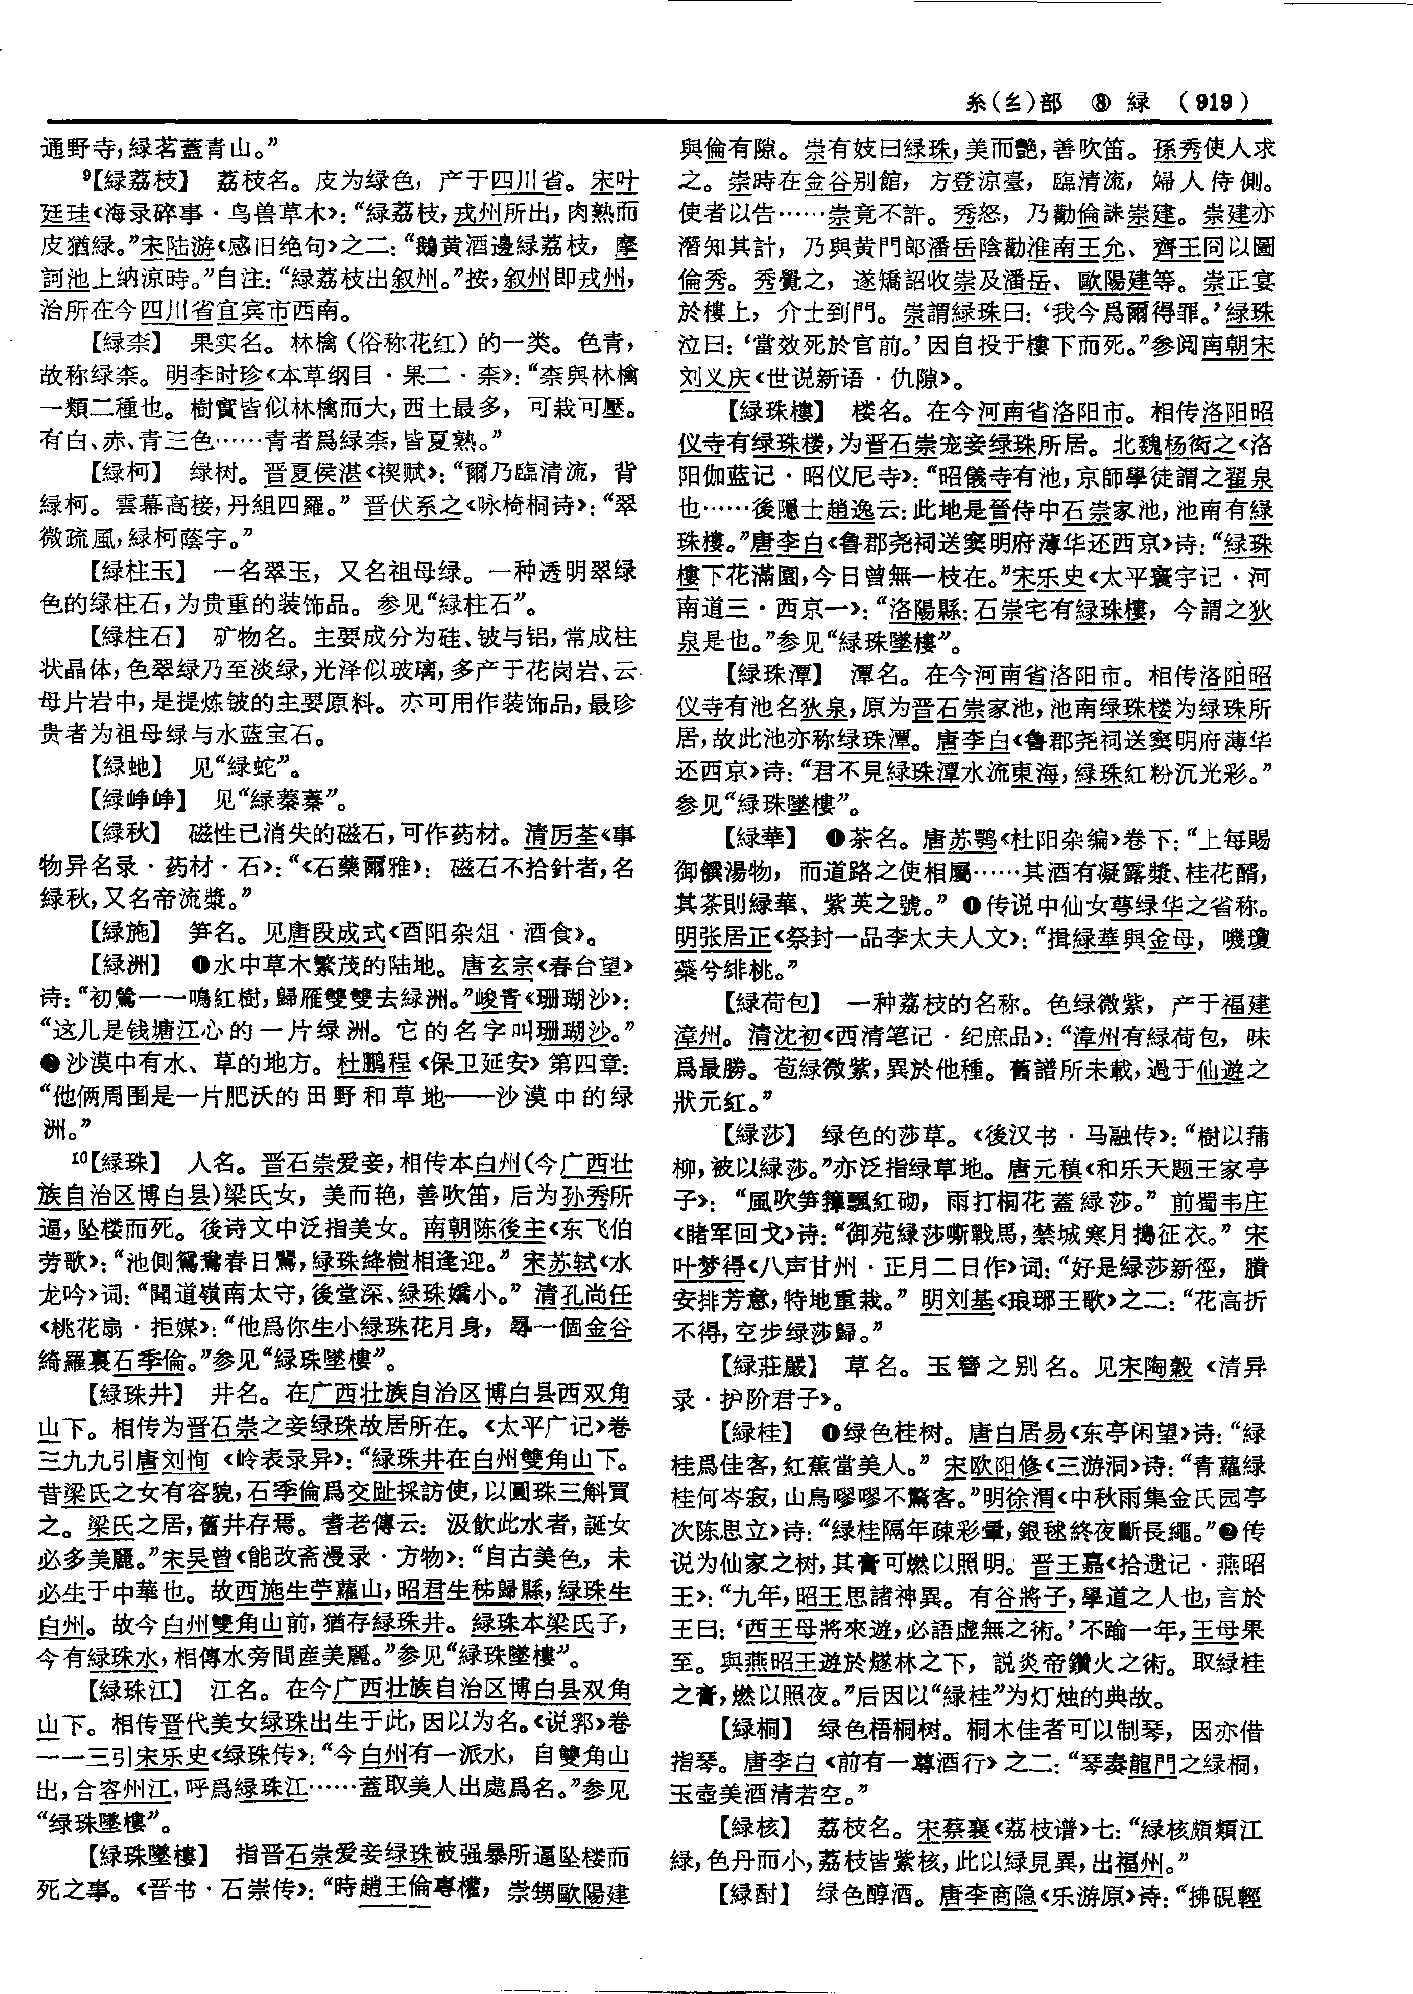 糸(纟)部　⑧　緑　(919)
通野寺,緑茗蓋青山。”
9【緑荔枝】　荔枝名。皮为绿色，产于四川省。宋叶
廷珪《海录碎事·鸟兽草木》：“緑荔枝,戎州所出,肉熟而
皮猶緑。”宋陆游《感旧绝句》之二：“鵝黄酒邊緑荔枝，摩
訶池上納涼時。”自注：“緑荔枝出叙州。”按,叙州即戎州,
治所在今四川省宜宾市西南。
【緑柰】　果实名。林檎（俗称花红）的一类。色青，
故称绿柰。明李时珍《本草纲目·果二·柰》：“柰與林檎
一類二種也。樹實皆似林檎而大,西土最多，可栽可壓。
有白、赤、青三色……青者爲緑柰,皆夏熟。”
【緑柯】　绿树。晋夏侯湛《禊赋》：“爾乃臨清流，背
緑柯。雲幕高接,丹組四羅。”晋伏系之《咏椅桐诗》：“翠
微疏風,緑柯蔭宇。”
【緑柱玉】　一名翠玉，又名祖母绿。一种透明翠绿
色的绿柱石,为贵重的装饰品。参见“緑柱石”。
【緑柱石】　矿物名。主要成分为硅、铍与铝,常成柱
状晶体,色翠绿乃至淡绿,光泽似玻璃,多产于花岗岩、云
母片岩中,是提炼铍的主要原料。亦可用作装饰品,最珍
贵者为祖母绿与水蓝宝石。
【緑虵】　见“緑蛇”。
【緑峥峥】　见“緑蓁蓁”。
【緑秋】　磁性已消失的磁石,可作药材。清厉荃《事
物异名录·药材·石》：“《石藥爾雅》：磁石不拾針者,名
緑秋,又名帝流漿。”
【緑施】　笋名。见唐段成式《酉阳杂俎·酒食》。
【緑洲】　❶水中草木繁茂的陆地。唐玄宗《春台望》
诗：“初鶯一一鳴紅樹,歸雁雙雙去緑洲。”峻青《珊瑚沙》：
“这儿是钱塘江心的一片绿洲。它的名字叫珊瑚沙。”
❷沙漠中有水、草的地方。杜鹏程《保卫延安》第四章：
“他俩周围是一片肥沃的田野和草地——沙漠中的绿
洲。”
10【緑珠】　人名。晋石崇爱妾,相传本白州(今广西壮
族自治区博白县)梁氏女，美而艳，善吹笛，后为孙秀所
逼,坠楼而死。後诗文中泛指美女。南朝陈後主《东飞伯
劳歌》：“池側鴛鴦春日鶯,緑珠絳樹相逢迎。”宋苏轼《水
龙吟》词：“聞道嶺南太守,後堂深、緑珠嬌小。”清孔尚任
《桃花扇·拒媒》：“他爲你生小緑珠花月身，尋一個金谷
綺羅裏石季倫。”参见“緑珠墜樓”。
【緑珠井】　井名。在广西壮族自治区博白县西双角
山下。相传为晋石崇之妾绿珠故居所在。《太平广记》卷
三九九引唐刘恂《岭表录异》：“緑珠井在白州雙角山下。
昔梁氏之女有容貌,石季倫爲交趾採訪使,以圓珠三斛買
之。梁氏之居,舊井存焉。耆老傳云：汲飲此水者,誕女
必多美麗。”宋吴曾《能改斋漫录·方物》：“自古美色，未
必生于中華也。故西施生苧蘿山,昭君生秭歸縣,緑珠生
白州。故今白州雙角山前,猶存緑珠井。緑珠本梁氏子,
今有緑珠水,相傳水旁間産美麗。”参见“緑珠墜樓”。
【緑珠江】　江名。在今广西壮族自治区博白县双角
山下。相传晋代美女绿珠出生于此,因以为名。《说郛》卷
一一三引宋乐史《绿珠传》：“今白州有一派水，自雙角山
出,合容州江,呼爲緑珠江……蓋取美人出處爲名。”参见
“绿珠墜樓”。
【緑珠墜樓】　指晋石崇爱妾绿珠被强暴所逼坠楼而
死之事。《晋书·石崇传》：“時趙王倫專權，崇甥歐陽建
與倫有隙。崇有妓曰緑珠,美而艷,善吹笛。孫秀使人求
之。崇時在金谷别館，方登涼臺，臨清流，婦人侍側。
使者以告……崇竟不許。秀怒，乃勸倫誅崇建。崇建亦
潛知其計，乃與黄門郎潘岳陰勸淮南王允、齊王冏以圖
倫秀。秀覺之，遂矯詔收崇及潘岳、歐陽建等。崇正宴
於樓上，介士到門。崇謂緑珠曰：‘我今爲爾得罪。’緑珠
泣曰：‘當效死於官前。’因自投于樓下而死。”参阅南朝宋
刘义庆《世说新语·仇隙》。
【緑珠樓】　楼名。在今河南省洛阳市。相传洛阳昭
仪寺有绿珠楼,为晋石崇宠妾绿珠所居。北魏杨衒之《洛
阳伽蓝记·昭仪尼寺》：“昭儀寺有池,京師學徒謂之翟泉
也……後隱士趙逸云：此地是晉侍中石崇家池,池南有緑
珠樓。”唐李白《鲁郡尧祠送窦明府薄华还西京》诗：“緑珠
樓下花滿園,今日曾無一枝在。”宋乐史《太平寰宇记·河
南道三·西京一》：“洛陽縣：石崇宅有緑珠樓，今謂之狄
泉是也。”参见“緑珠墜樓”。
【緑珠潭】　潭名。在今河南省洛阳市。相传洛阳昭
仪寺有池名狄泉,原为晋石崇家池,池南绿珠楼为绿珠所
居,故此池亦称绿珠潭。唐李白《鲁郡尧祠送窦明府薄华
还西京》诗：“君不見緑珠潭水流東海,緑珠紅粉沉光彩。”
参见“緑珠墜樓”。
【緑華】　❶茶名。唐苏鹗《杜阳杂编》卷下：“上每賜
御饌湯物，而道路之使相屬……其酒有凝露漿、桂花醑，
其茶則緑華、紫英之號。”❶传说中仙女萼绿华之省称。
明张居正《祭封一品李太夫人文》：“揖緑華與金母，嗽瓊
蘂兮緋桃。”
【緑荷包】　一种荔枝的名称。色绿微紫，产于福建
漳州。清沈初《西清笔记·纪庶品》：“漳州有緑荷包，味
爲最勝。苞緑微紫,異於他種。舊譜所未載,過于仙遊之
狀元紅。”
【緑莎】　绿色的莎草。《後汉书·马融传》：“樹以蒲
柳,被以緑莎。”亦泛指绿草地。唐元稹《和乐天题王家亭
子》：“風吹笋籜飄紅砌，雨打桐花蓋緑莎。”前蜀韦庄
《睹军回戈》诗：“御苑緑莎嘶戰馬,禁城寒月搗征衣。”宋
叶梦得《八声甘州·正月二日作》词：“好是緑莎新徑，賸
安排芳意,特地重栽。”明刘基《琅琊王歌》之二：“花高折
不得,空步绿莎歸。”
【緑莊嚴】　草名。玉簪之别名。见宋陶穀《清异
录·护阶君子》。
【緑桂】　❶绿色桂树。唐白居易《东亭闲望》诗：“緑
桂爲佳客,紅蕉當美人。”宋欧阳修《三游洞》诗：“青蘿緑
桂何岑寂,山鳥嘐嘐不驚客。”明徐渭《中秋雨集金氏园亭
次陈思立》诗：“緑桂隔年疎彩暈,銀毬終夜斷長繩。”❷传
说为仙家之树,其膏可燃以照明。晋王嘉《拾遗记·燕昭
王》：“九年,昭王思諸神異。有谷將子,學道之人也,言於
王曰：‘西王母將來遊,必語虚無之術。’不踰一年,王母果
至。與燕昭王遊於燧林之下，説炎帝鑽火之術。取緑桂
之膏,燃以照夜。”后因以“緑桂”为灯烛的典故。
【緑桐】　绿色梧桐树。桐木佳者可以制琴，因亦借
指琴。唐李白《前有一尊酒行》之二：“琴奏龍門之绿桐，
玉壺美酒清若空。”
【緑核】　荔枝名。宋蔡襄《荔枝谱》七：“緑核頗類江
緑,色丹而小,荔枝皆紫核,此以緑見異,出福州。”
【緑酎】　绿色醇酒。唐李商隐《乐游原》诗：“拂硯輕